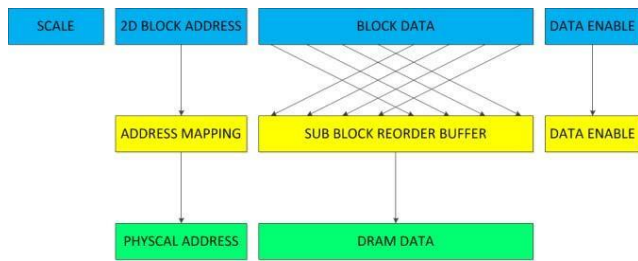 SCALE
2D BLOCK ADDRESS
BLOCK DATA
DATA ENABLE
ADDRESS MAPPING
SUB BLOCK REORDER BUFFER
DATA ENABLE
PHYSCAL ADDRESS
DRAM DATA